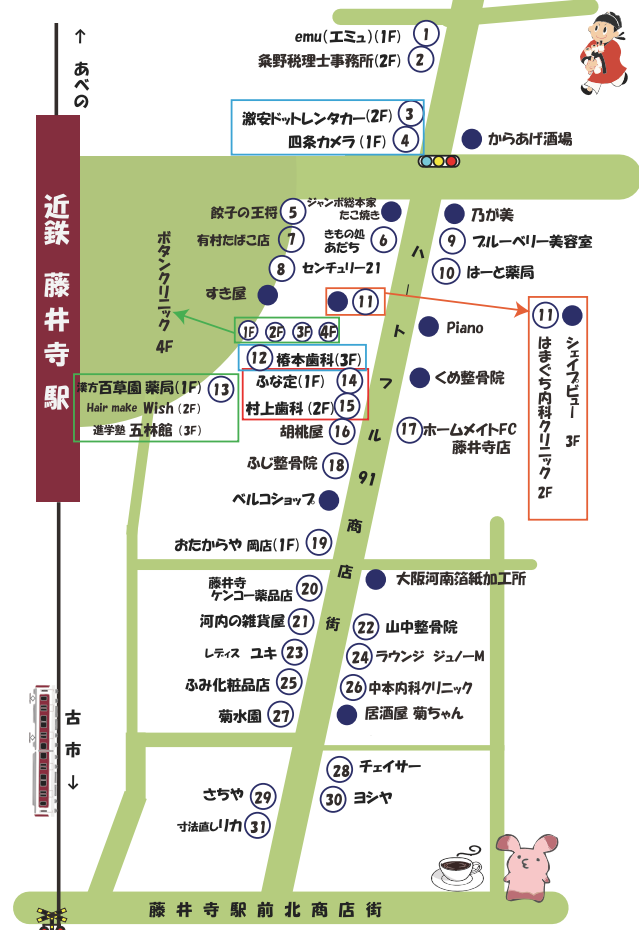 ↑ あべの
近鉄 藤井寺駅
古市 ↓
emu(エミュ)(1F) 1
粂野税理士事務所(2F) 2
激安ドットレンタカー(2F) 3
四条カメラ(1F) 4
からあげ酒場
餃子の王将 5
ジャンボ総本家
たこ焼き
乃が美
有村たばこ店 7
きもの処
あだち 6
9 ブルーベリー美容室
8 センチュリー21
10 はーと薬局
すき屋
11
ボタンクリニック 4F
1F 2F 3F 4F
Piano
11
シェイプビュー 3F
はまぐち内科クリニック 2F
12 椿本歯科(3F)
漢方百草園 薬局(1F) 13
Hair make Wish (2F)
進学塾 五林館 (3F)
ふな定(1F) 14
村上歯科(2F) 15
くめ整骨院
胡桃屋 16
17 ホームメイトFC
藤井寺店
ふじ整骨院 18
ベルコショップ
おたからや 岡店(1F) 19
ハートフル91商店街
大阪河南箔紙加工所
藤井寺
ケンコー薬品店 20
河内の雑貨屋 21
22 山中整骨院
レディス ユキ 23
24 ラウンジ ジュノーM
ふみ化粧品店 25
26 中本内科クリニック
菊水園 27
居酒屋 菊ちゃん
28 チェイサー
さちや 29
30 ヨシヤ
寸法直しリカ 31
藤井寺駅前北商店街